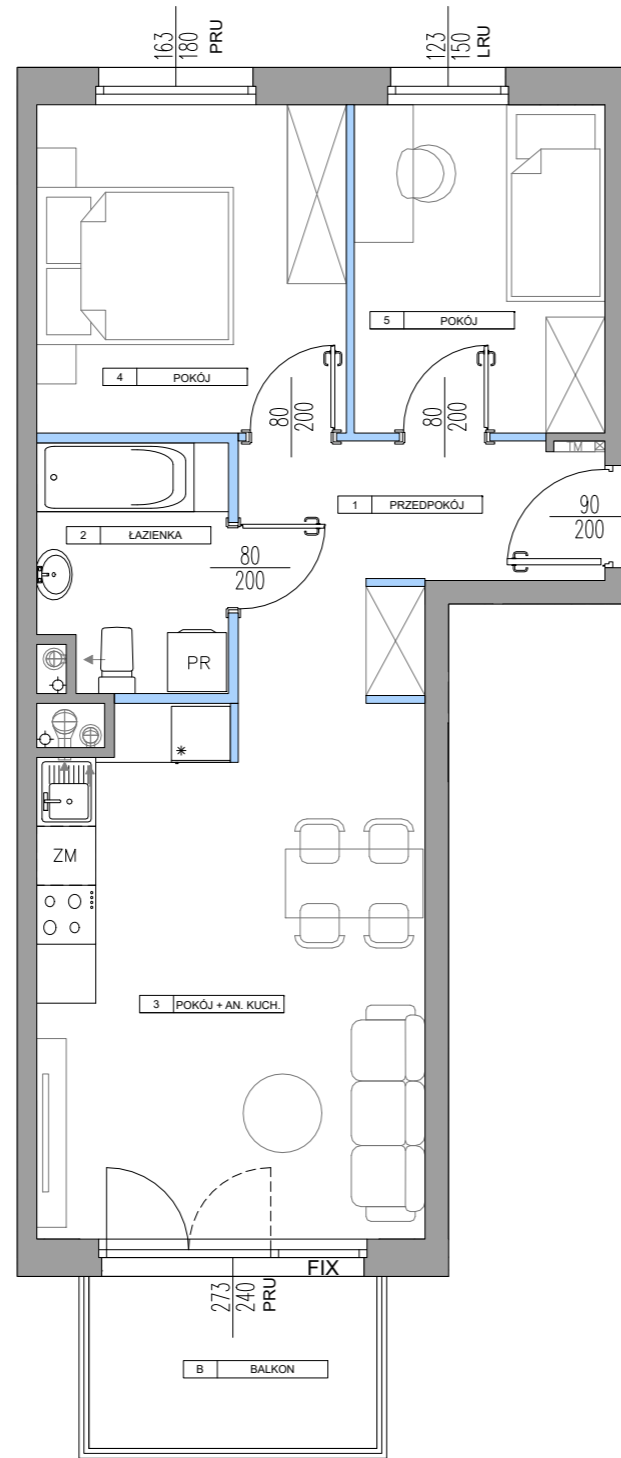 163
180
PRU
123
150
LRU
5 POKÓJ
4 POKÓJ
80
200
80
200
TM
1 PRZEDPOKÓJ
90
200
2 ŁAZIENKA
80
200
PR
*
ZM
3 POKÓJ + AN. KUCH.
FIX
273
240
PRU
B BALKON